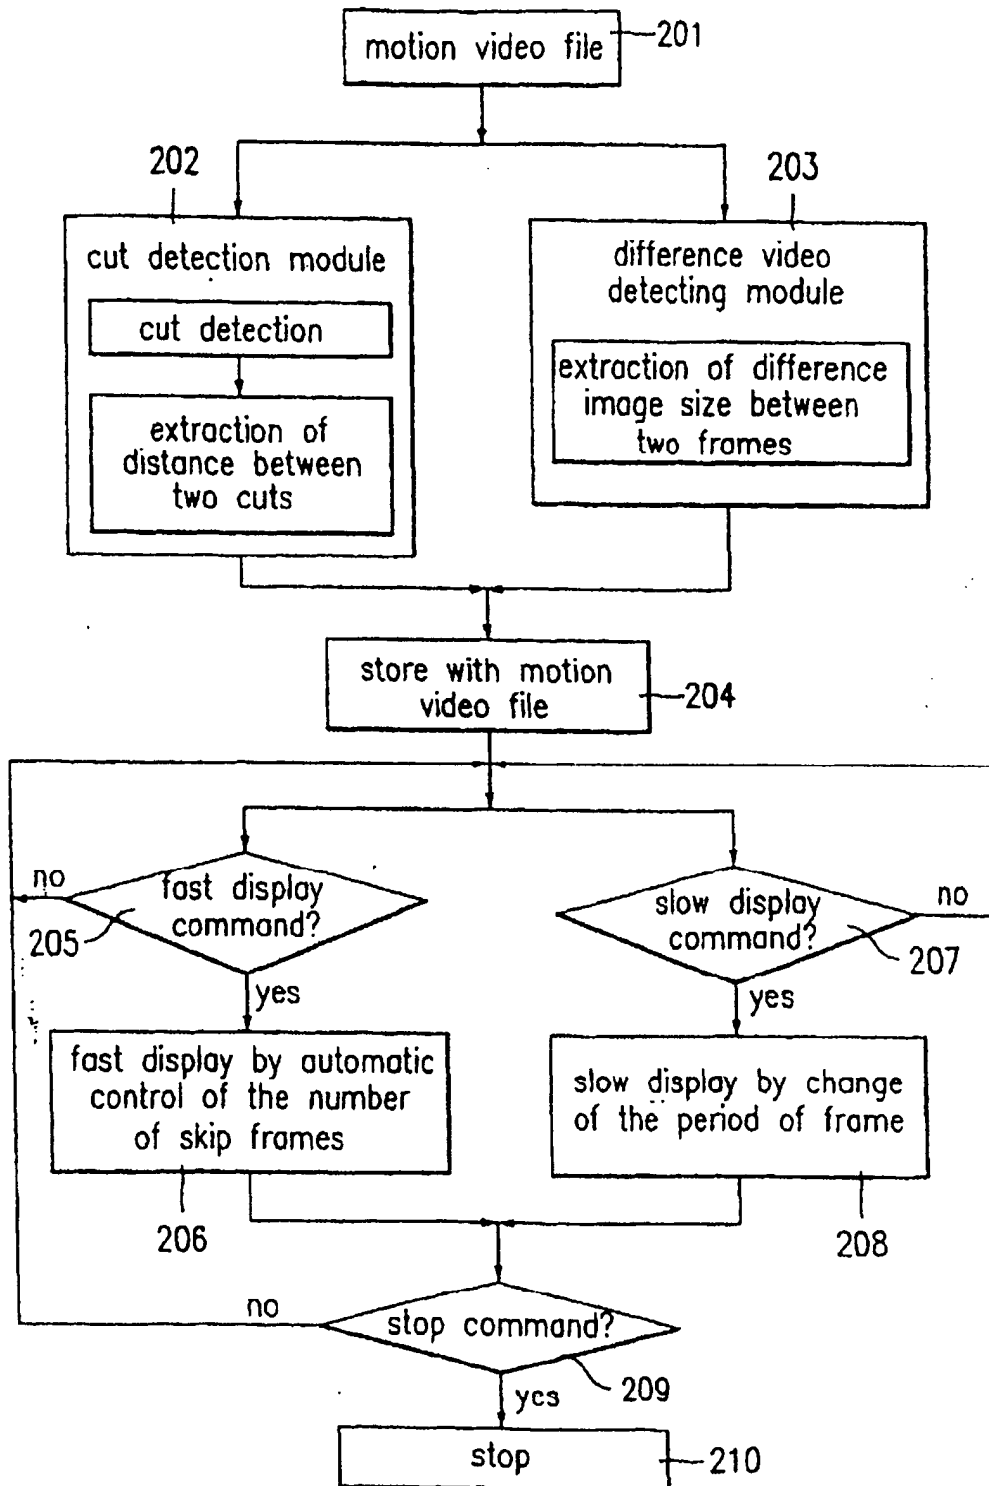 motion video file
201
202
203
cut detection module
cut detection
extraction of
distance between
two cuts
difference video
detecting module
extraction of difference
image size between
two frames
store with motion
video file
204
no
fast display
command?
205
yes
slow display
command?
no
207
yes
fast display by automatic
control of the number
of skip frames
206
slow display by change
of the period of frame
208
no
stop command?
209
yes
stop
210